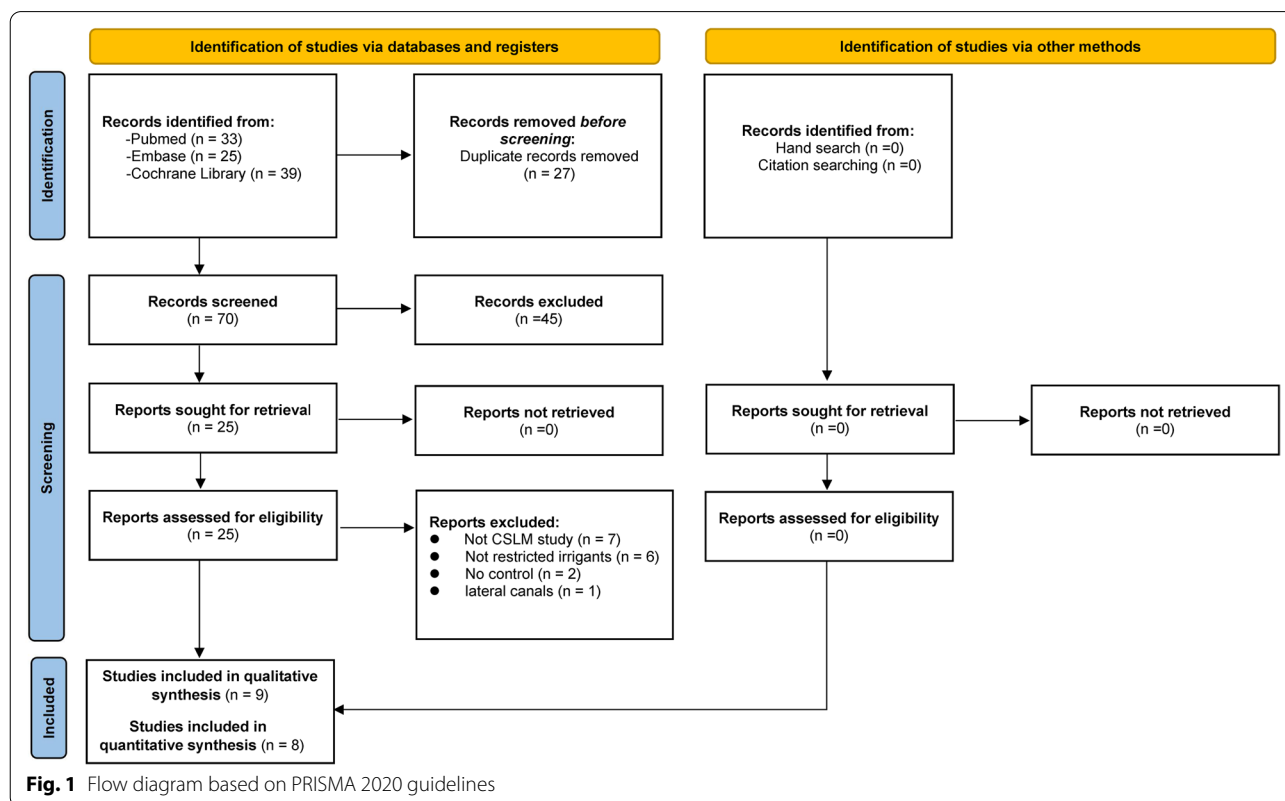 Identification of studies via databases and registers
Identification of studies via other methods
Identification
Records identified from:
-Pubmed (n = 33)
-Embase (n = 25)
-Cochrane Library (n = 39)
Records removed before
screening:
Duplicate records removed
(n = 27)
Records identified from:
Hand search (n =0)
Citation searching (n =0)
Screening
Records screened
(n = 70)
Records excluded
(n =45)
Reports sought for retrieval
(n = 25)
Reports not retrieved
(n =0)
Reports sought for retrieval
(n =0)
Reports not retrieved
(n =0)
Reports assessed for eligibility
(n = 25)
Reports excluded:
● Not CSLM study (n = 7)
● Not restricted irrigants (n = 6)
● No control (n = 2)
● lateral canals (n = 1)
Reports assessed for eligibility
(n =0)
Included
Studies included in qualitative
synthesis (n = 9)
Studies included in
quantitative synthesis (n = 8)
Fig. 1 Flow diagram based on PRISMA 2020 guidelines